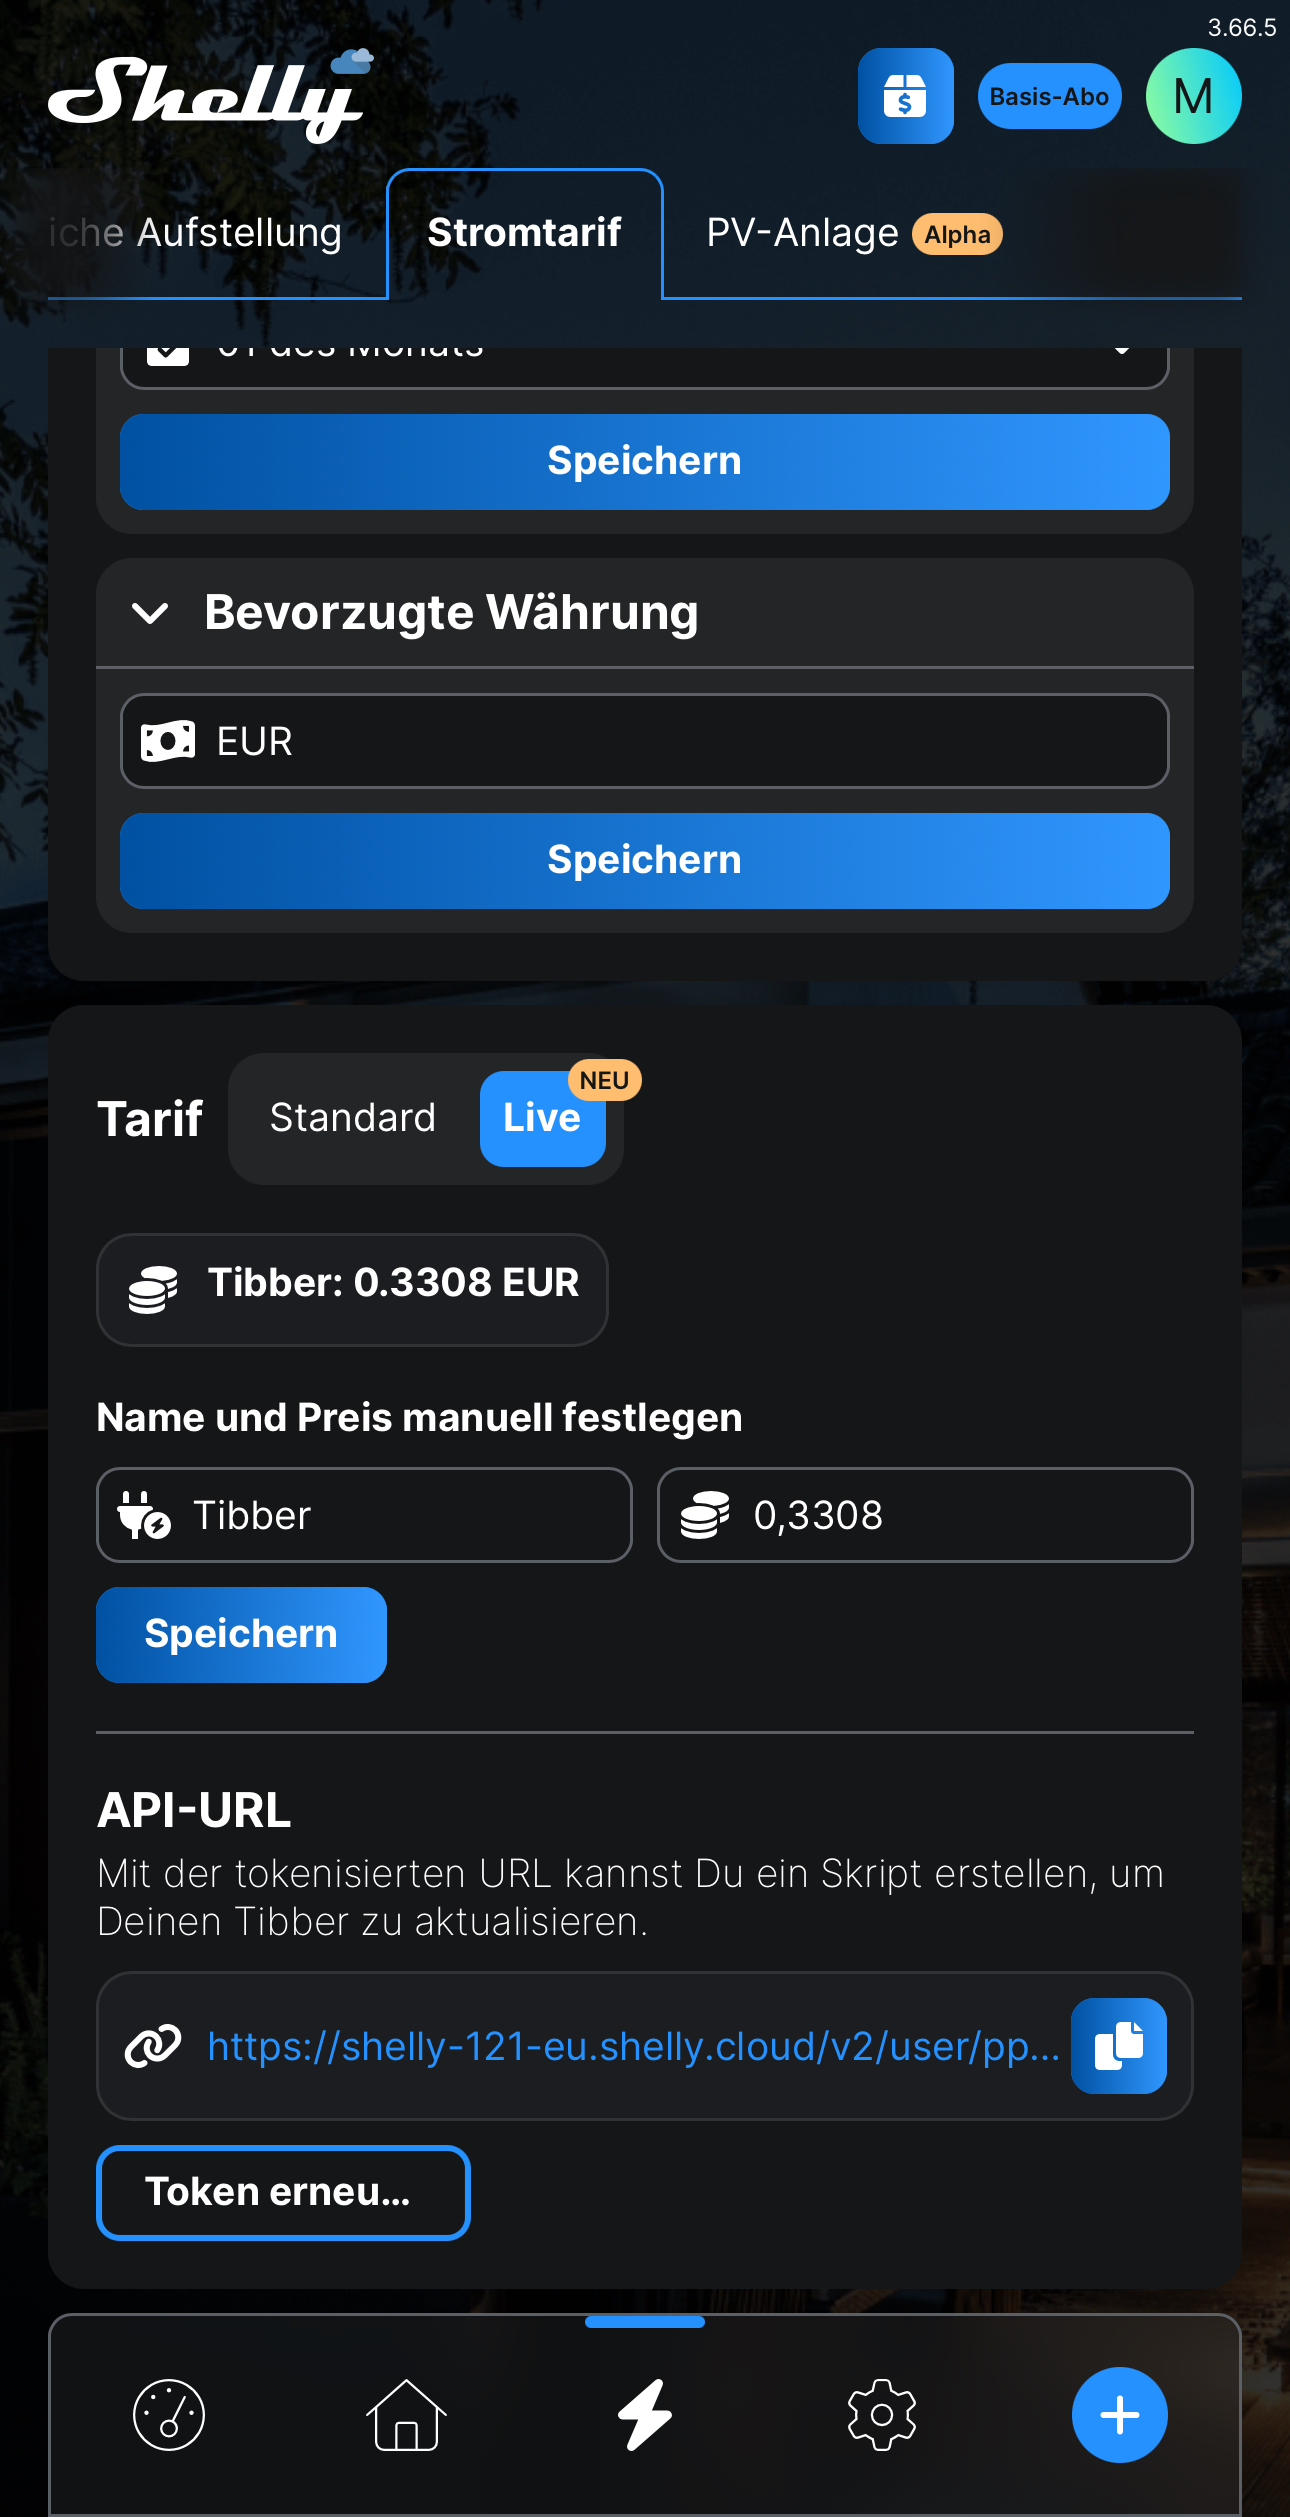 3.66.5
Shelly
Basis-Abo
M
iche Aufstellung
Stromtarif
PV-Anlage Alpha
01 des Monats
Speichern
Bevorzugte Währung
EUR
Speichern
Tarif
Standard
Live
NEU
Tibber: 0.3308 EUR
Name und Preis manuell festlegen
Tibber
0,3308
Speichern
API-URL
Mit der tokenisierten URL kannst Du ein Skript erstellen, um
Deinen Tibber zu aktualisieren.
https://shelly-121-eu.shelly.cloud/v2/user/pp...
Token erneu...